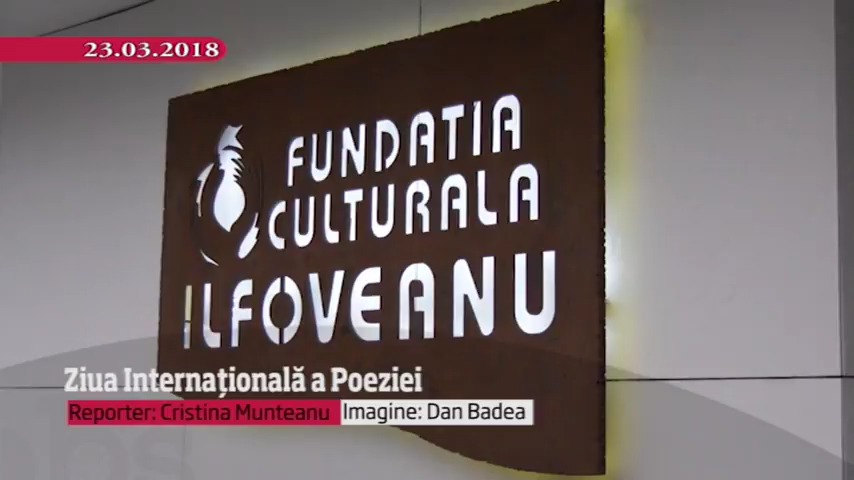 23.03.2018
FUNDATIA
CULTURALA
ILFOVEANU
Ziua Internațională a Poeziei
Reporter: Cristina Munteanu Imagine: Dan Badea